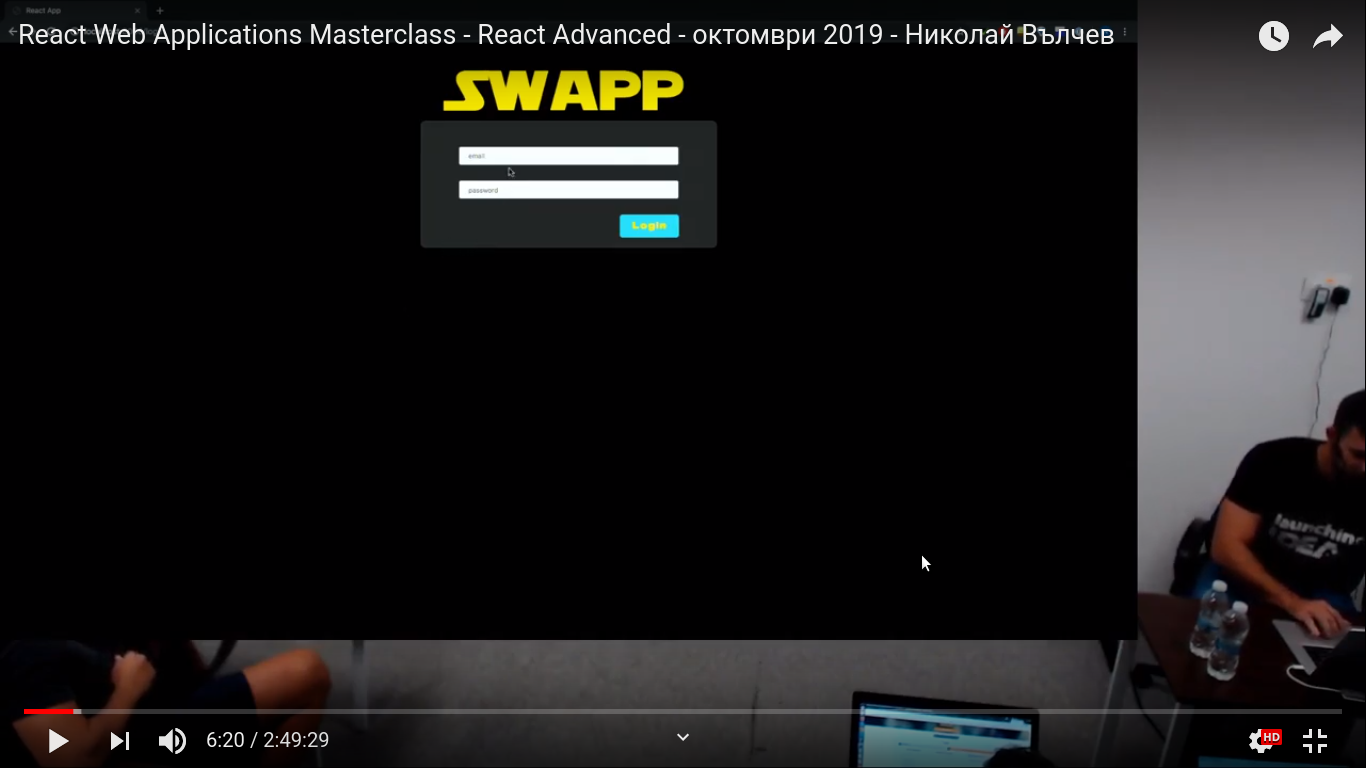 React App
React Web Applications Masterclass - React Advanced - октомври 2019 - Николай Вълчев
SWAPP
email
password
Login
launching
IDEA
6:20 / 2:49:29
HD